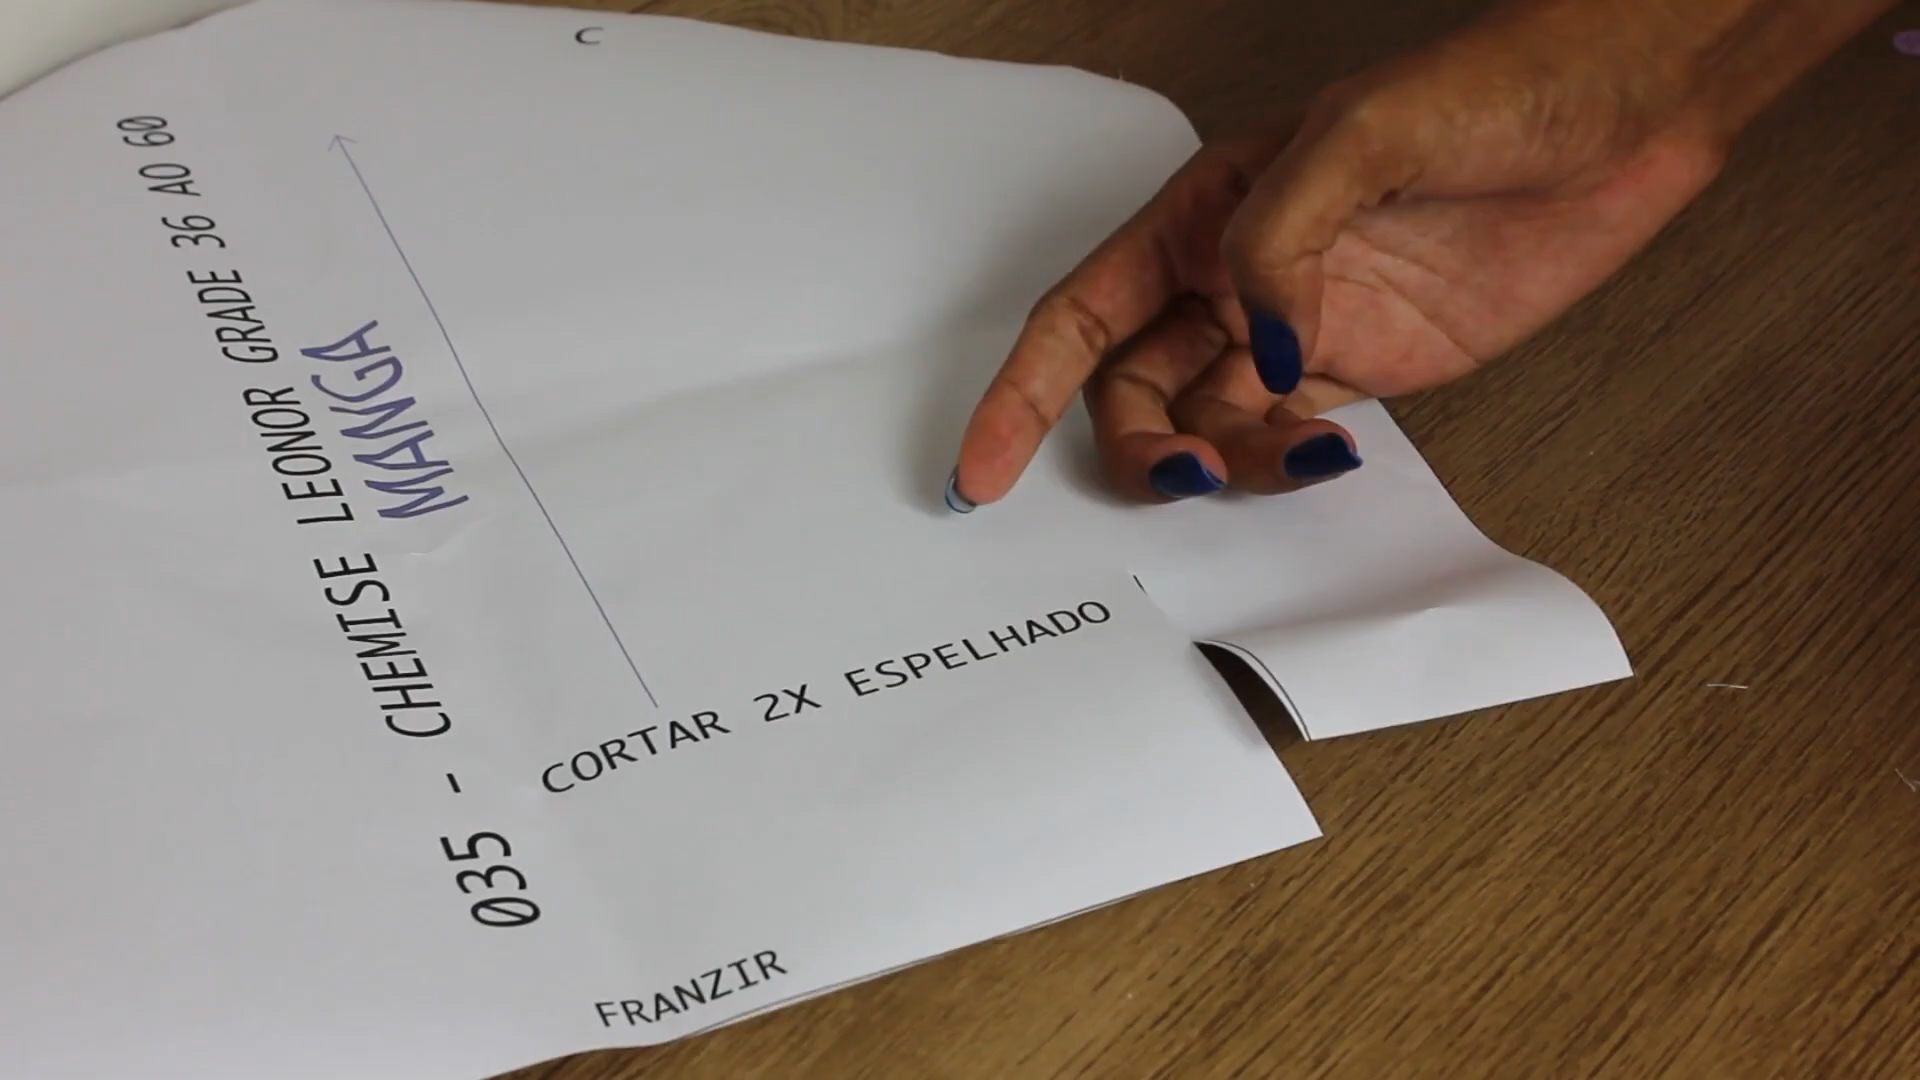 C
035 - CHEMISE LEONOR GRADE 36 AO 60
MANGA
CORTAR 2X ESPELHADO
FRANZIR